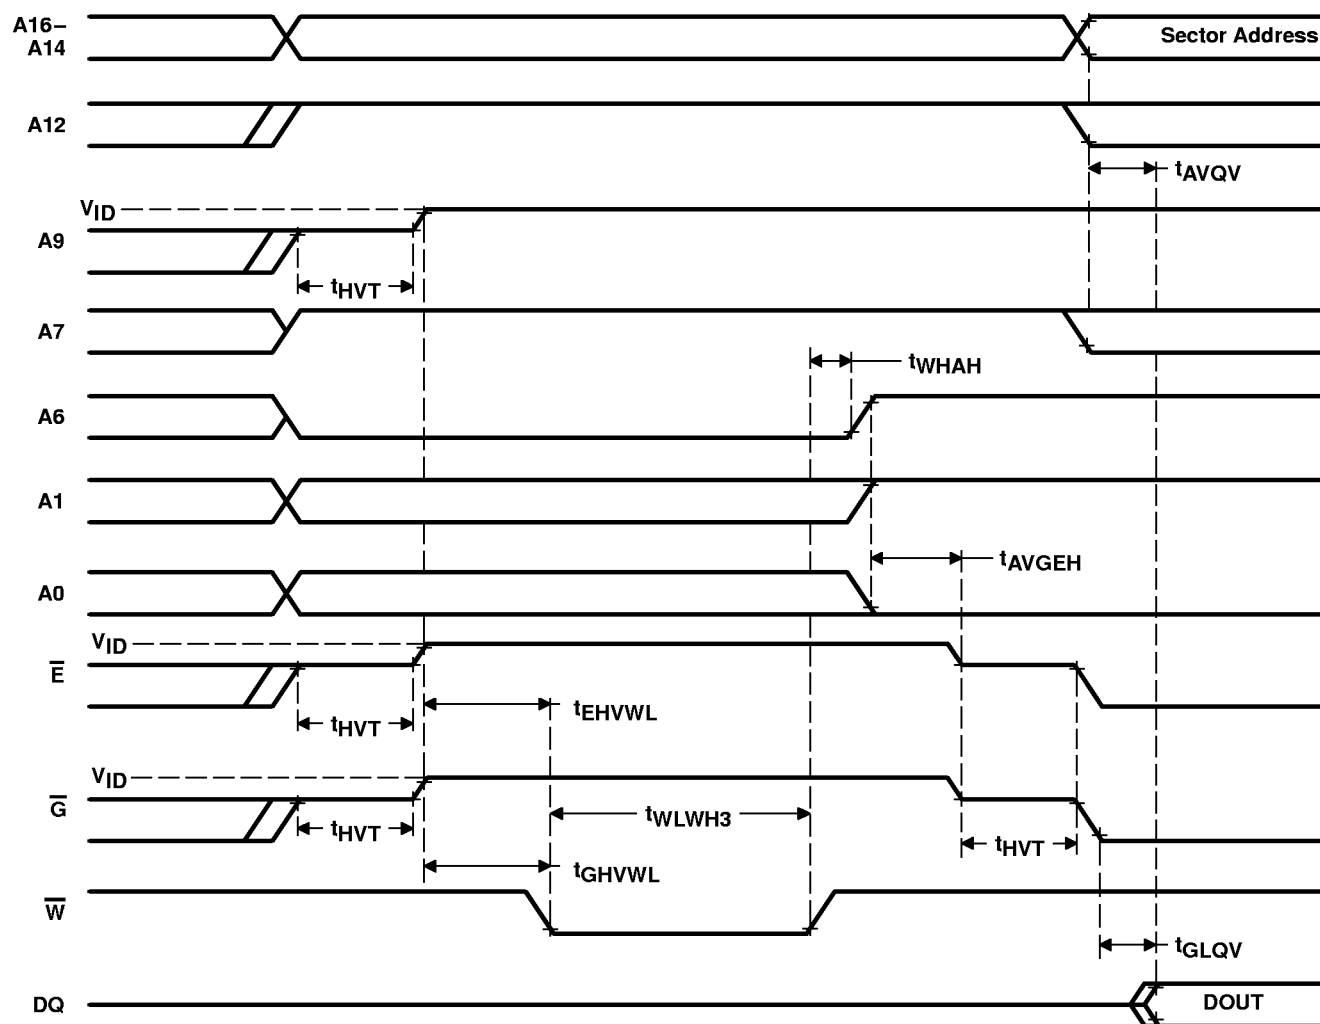 A16–
A14
Sector Address
A12
tAVQV
VID
A9
tHVT
A7
tWHAH
A6
A1
tAVGEH
A0
VID
E
tEHVWL
tHVT
VID
G
tWLWH3
tHVT
tHVT
tGHVWL
W
tGLQV
DQ
DOUT